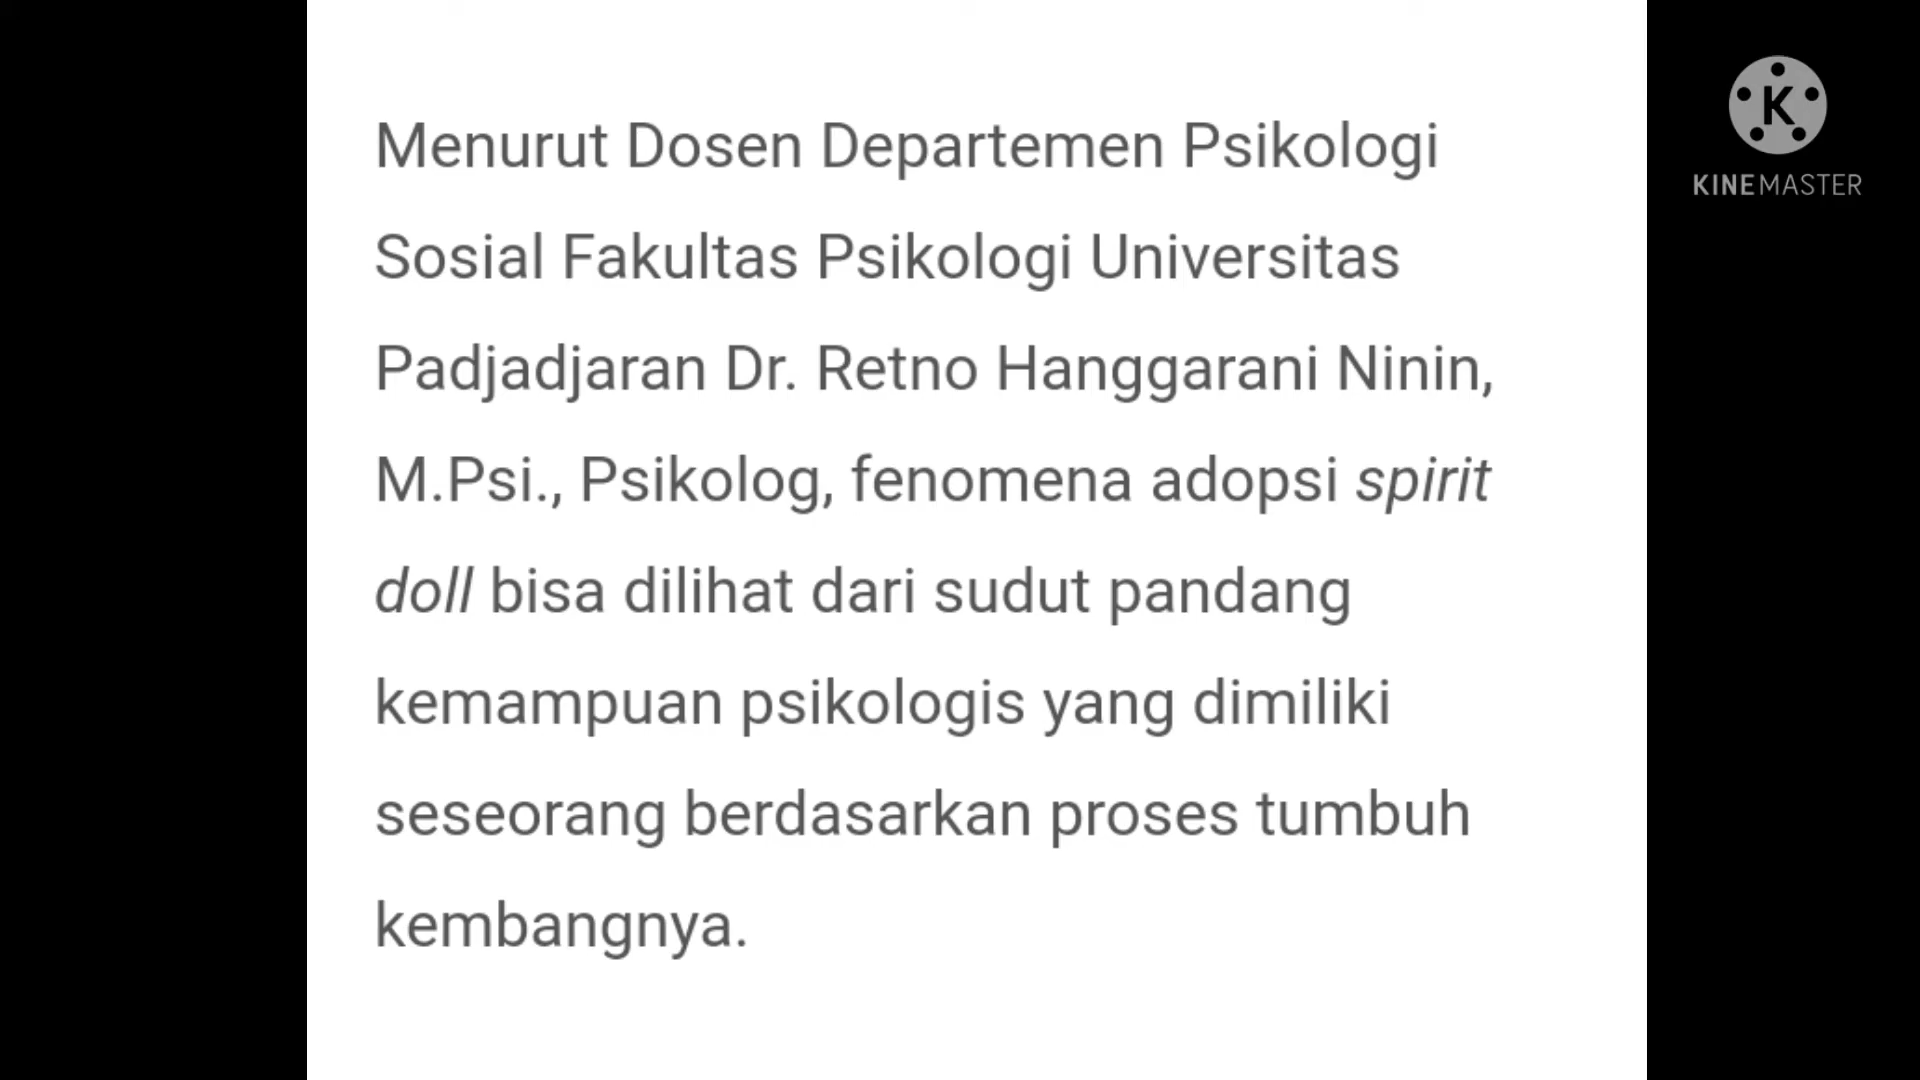 Menurut Dosen Departemen Psikologi
Sosial Fakultas Psikologi Universitas
Padjadjaran Dr. Retno Hanggarani Ninin,
M.Psi., Psikolog, fenomena adopsi spirit
doll bisa dilihat dari sudut pandang
kemampuan psikologis yang dimiliki
seseorang berdasarkan proses tumbuh
kembangnya.
K
KINEMASTER